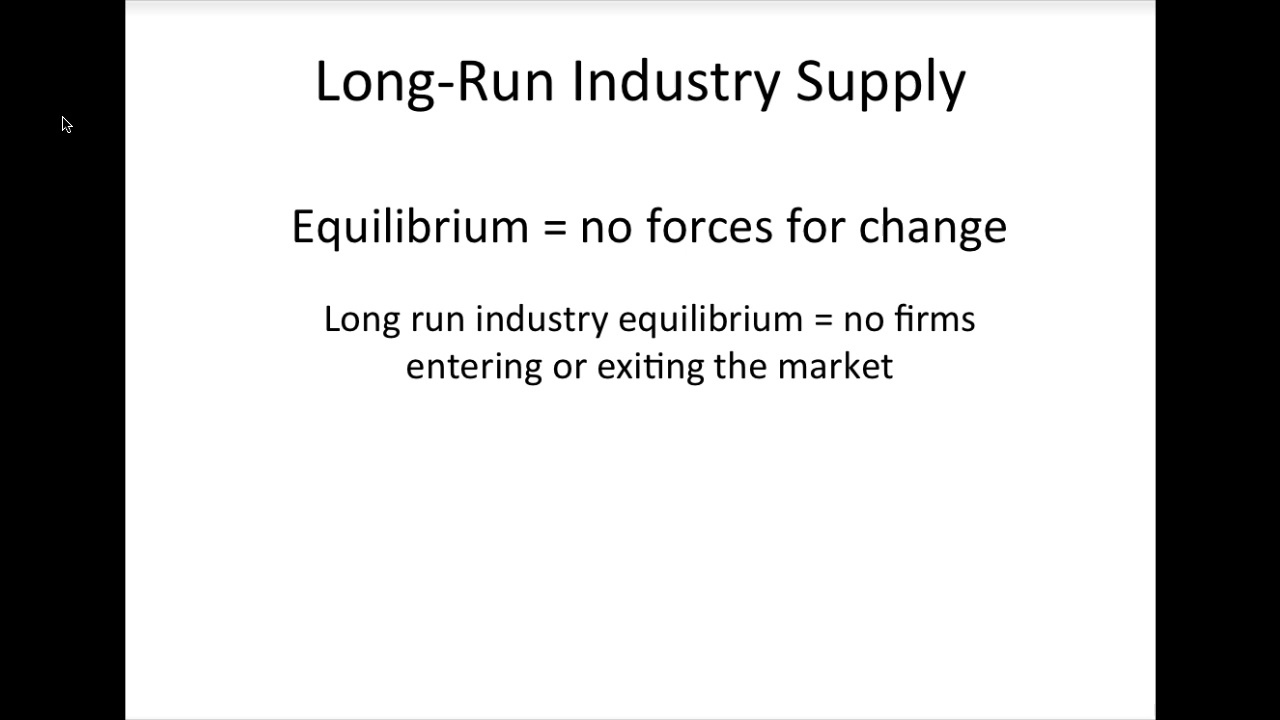 Long-Run Industry Supply
Equilibrium = no forces for change
Long run industry equilibrium = no firms
entering or exiting the market